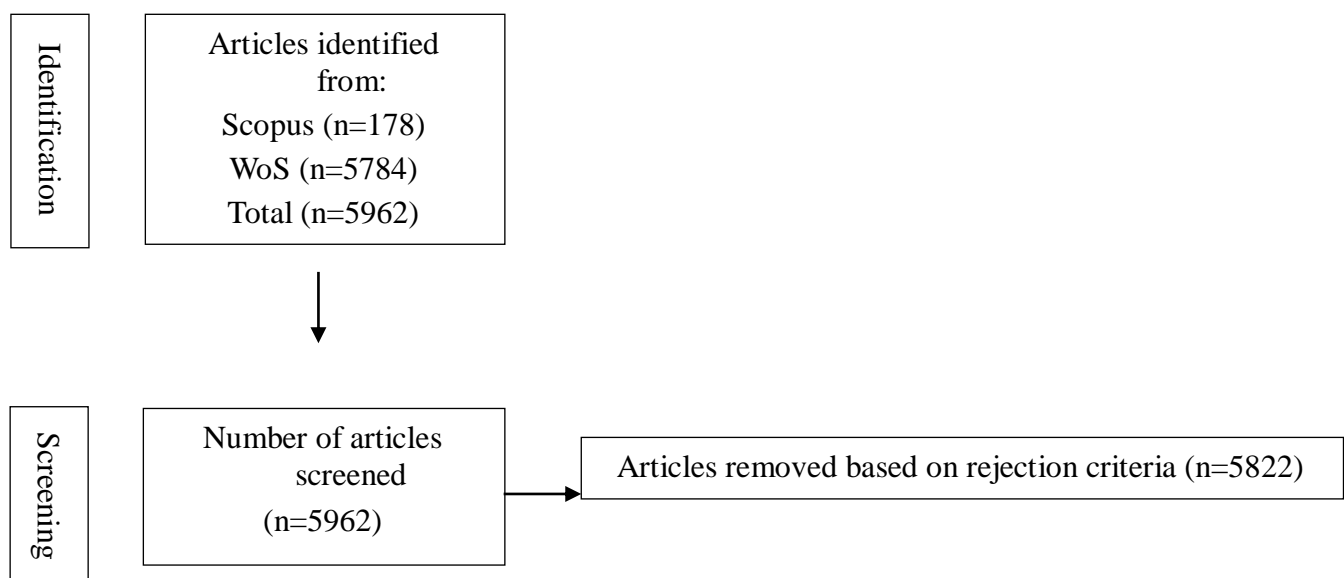 Identification
Articles identified
from:
Scopus (n=178)
WoS (n=5784)
Total (n=5962)
Screening
Number of articles
screened
(n=5962)
Articles removed based on rejection criteria (n=5822)